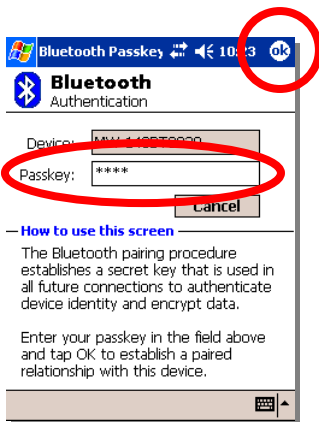 Bluetooth Passkey 10:23 ok
Bluetooth
Authentication
Device:
Passkey: ****
Cancel
How to use this screen
The Bluetooth pairing procedure
establishes a secret key that is used in
all future connections to authenticate
device identity and encrypt data.
Enter your passkey in the field above
and tap OK to establish a paired
relationship with this device.